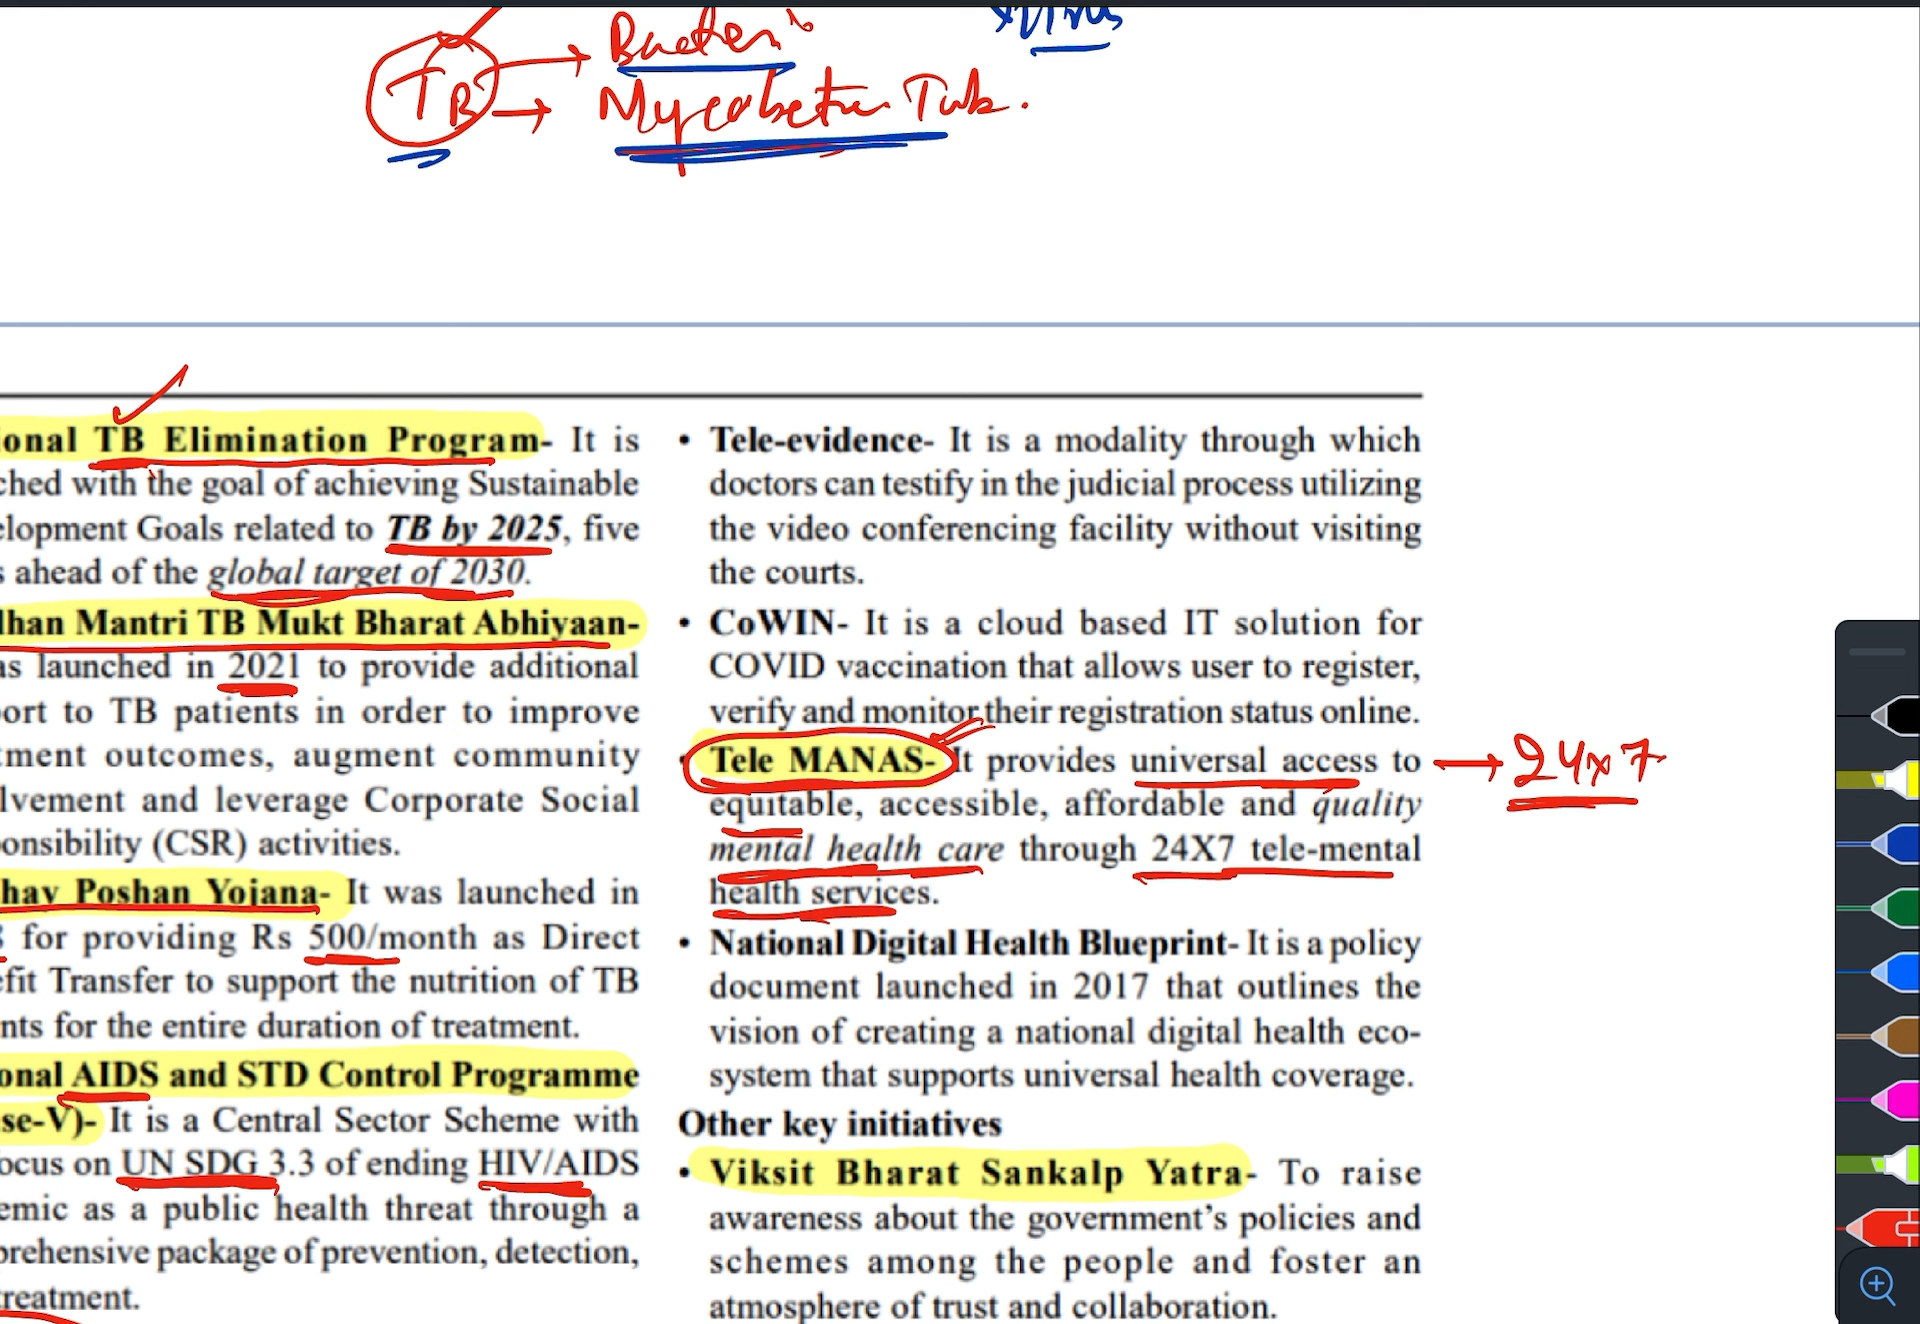 TB → Bacteri
→ Mycobacter Tub.
onal TB Elimination Program- It is
ched with the goal of achieving Sustainable
elopment Goals related to TB by 2025, five
s ahead of the global target of 2030.
dhan Mantri TB Mukt Bharat Abhiyaan-
as launched in 2021 to provide additional
ort to TB patients in order to improve
tment outcomes, augment community
lvement and leverage Corporate Social
onsibility (CSR) activities.
hay Poshan Yojana- It was launched in
for providing Rs 500/month as Direct
efit Transfer to support the nutrition of TB
nts for the entire duration of treatment.
onal AIDS and STD Control Programme
se-V)- It is a Central Sector Scheme with
ocus on UN SDG 3.3 of ending HIV/AIDS
emic as a public health threat through a
prehensive package of prevention, detection,
treatment.
• Tele-evidence- It is a modality through which
doctors can testify in the judicial process utilizing
the video conferencing facility without visiting
the courts.
• CoWIN- It is a cloud based IT solution for
COVID vaccination that allows user to register,
verify and monitor their registration status online.
• Tele MANAS- It provides universal access to → 24x7
equitable, accessible, affordable and quality
mental health care through 24X7 tele-mental
health services.
• National Digital Health Blueprint- It is a policy
document launched in 2017 that outlines the
vision of creating a national digital health eco-
system that supports universal health coverage.
Other key initiatives
• Viksit Bharat Sankalp Yatra- To raise
awareness about the government's policies and
schemes among the people and foster an
atmosphere of trust and collaboration.